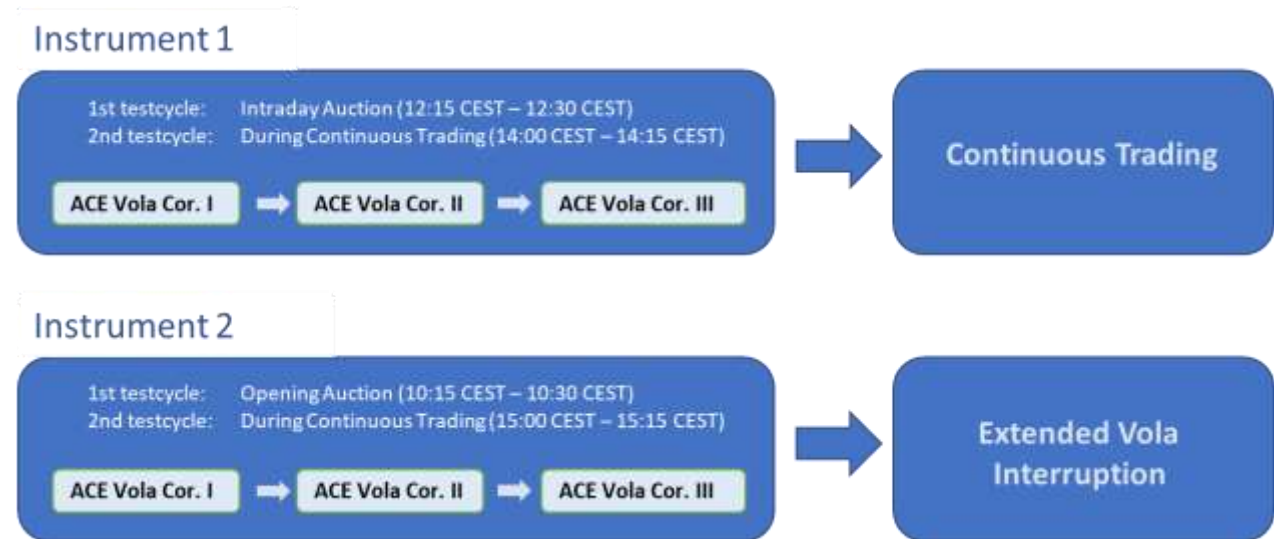 Instrument 1
1st testcycle: Intraday Auction (12:15 CEST – 12:30 CEST)
2nd testcycle: During Continuous Trading (14:00 CEST – 14:15 CEST)
ACE Vola Cor. I
ACE Vola Cor. II
ACE Vola Cor. III
Continuous Trading
Instrument 2
1st testcycle: Opening Auction (10:15 CEST – 10:30 CEST)
2nd testcycle: During Continuous Trading (15:00 CEST – 15:15 CEST)
ACE Vola Cor. I
ACE Vola Cor. II
ACE Vola Cor. III
Extended Vola
Interruption